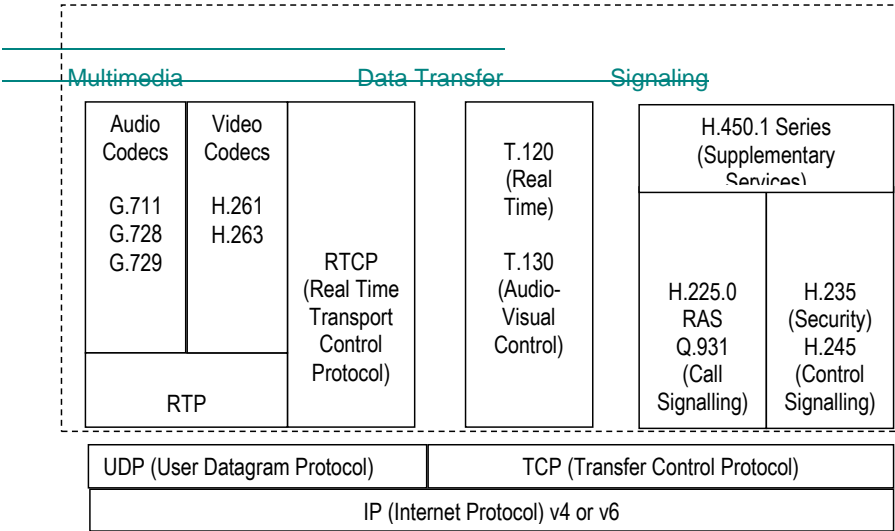 Multimedia
Data Transfer
Signaling
Audio
Codecs
G.711
G.728
G.729
Video
Codecs
H.261
H.263
RTP
RTCP
(Real Time
Transport
Control
Protocol)
T.120
(Real
Time)
T.130
(Audio-
Visual
Control)
H.450.1 Series
(Supplementary
Services)
H.225.0
RAS
Q.931
(Call
Signalling)
H.235
(Security)
H.245
(Control
Signalling)
UDP (User Datagram Protocol)
TCP (Transfer Control Protocol)
IP (Internet Protocol) v4 or v6